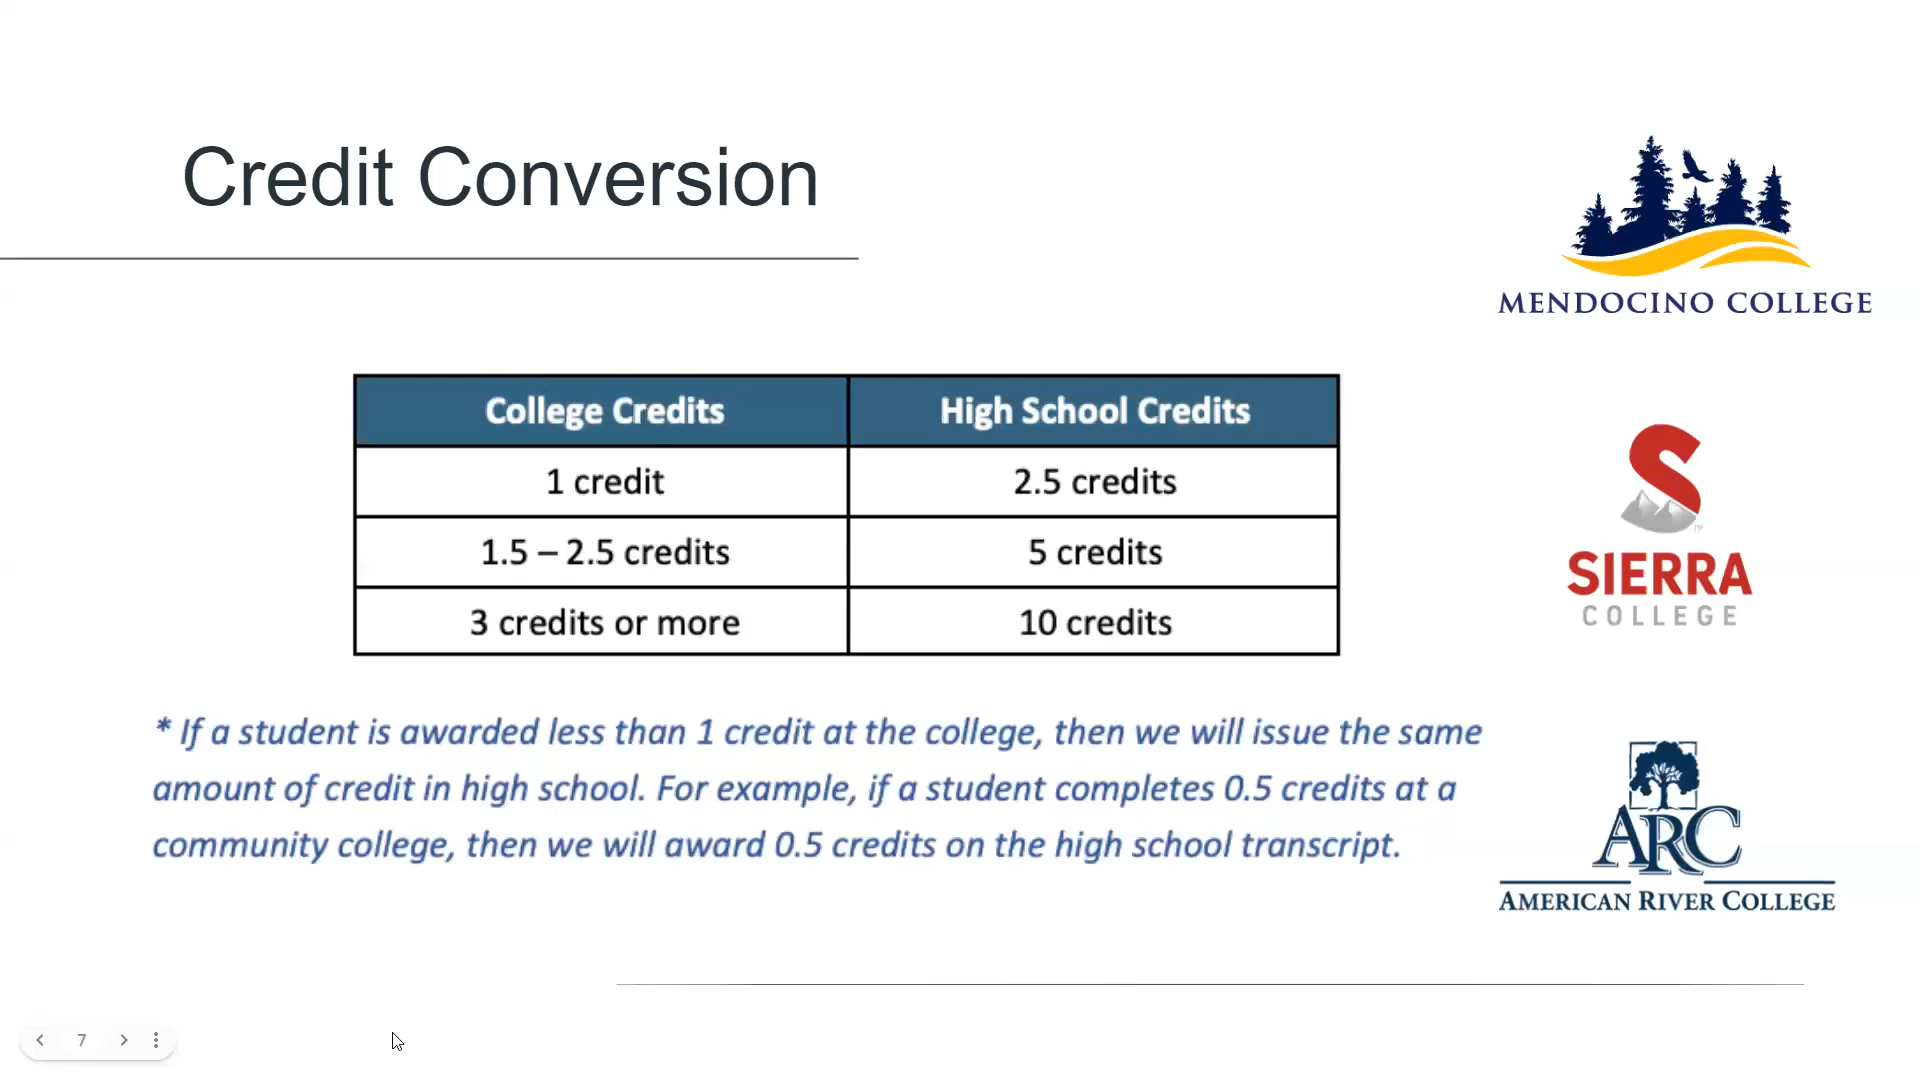 Credit Conversion
MENDOCINO COLLEGE
College Credits High School Credits
1 credit 2.5 credits
1.5 – 2.5 credits 5 credits
3 credits or more 10 credits
SIERRA
COLLEGE
* If a student is awarded less than 1 credit at the college, then we will issue the same
amount of credit in high school. For example, if a student completes 0.5 credits at a
community college, then we will award 0.5 credits on the high school transcript.
ARC
AMERICAN RIVER COLLEGE
7